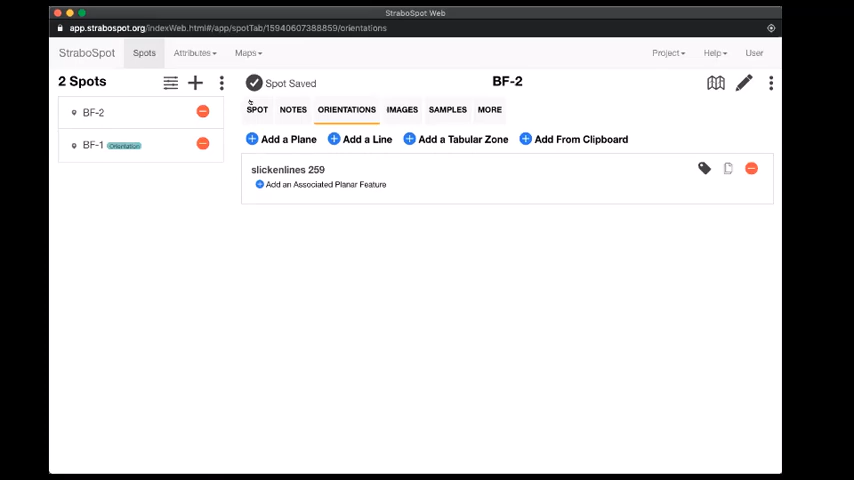 StraboSpot Web
app.strabospot.org/indexWeb.html#/app/spotTab/15940607388859/orientations
StraboSpot Spots Attributes Maps Project Help User
2 Spots
Spot Saved
BF-2
BF-2
BF-1 Orientation
SPOT NOTES ORIENTATIONS IMAGES SAMPLES MORE
Add a Plane Add a Line Add a Tabular Zone Add From Clipboard
slickenlines 259
Add an Associated Planar Feature